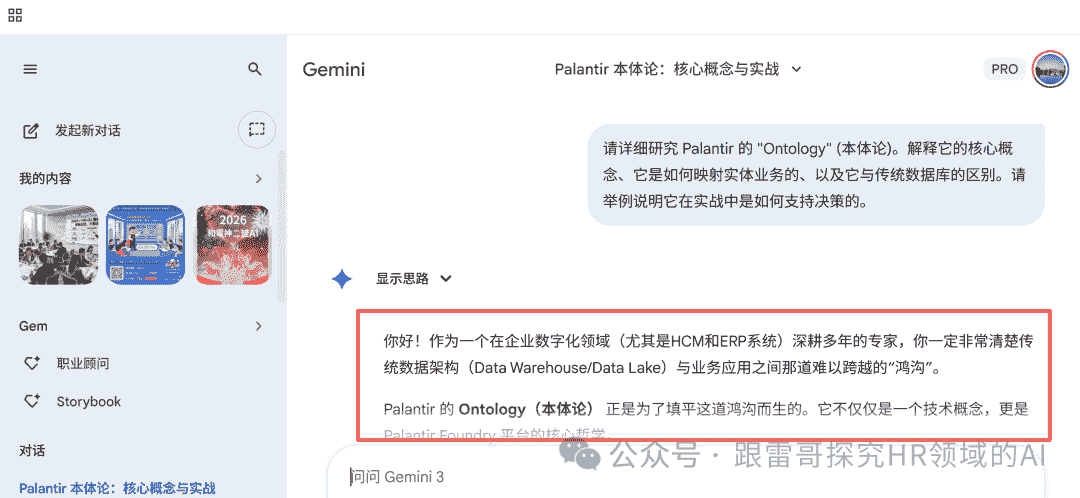 Gemini
Palantir 本体论：核心概念与实战
PRO
发起新对话
我的内容
2026
Gem
职业顾问
Storybook
对话
Palantir 本体论：核心概念与实战
请详细研究 Palantir 的 "Ontology" (本体论)。解释它的核心概
念、它是如何映射实体业务的、以及它与传统数据库的区别。请
举例说明它在实战中是如何支持决策的。
显示思路
你好！作为一个在企业数字化领域（尤其是HCM和ERP系统）深耕多年的专家，你一定非常清楚传
统数据架构（Data Warehouse/Data Lake）与业务应用之间那道难以跨越的“鸿沟”。
Palantir 的 Ontology（本体论） 正是为了填平这道鸿沟而生的。它不仅仅是一个技术概念，更是
Palantir Foundry 平台的核心哲学。
问问 Gemini 3
公众号 · 跟雷哥探究HR领域的AI